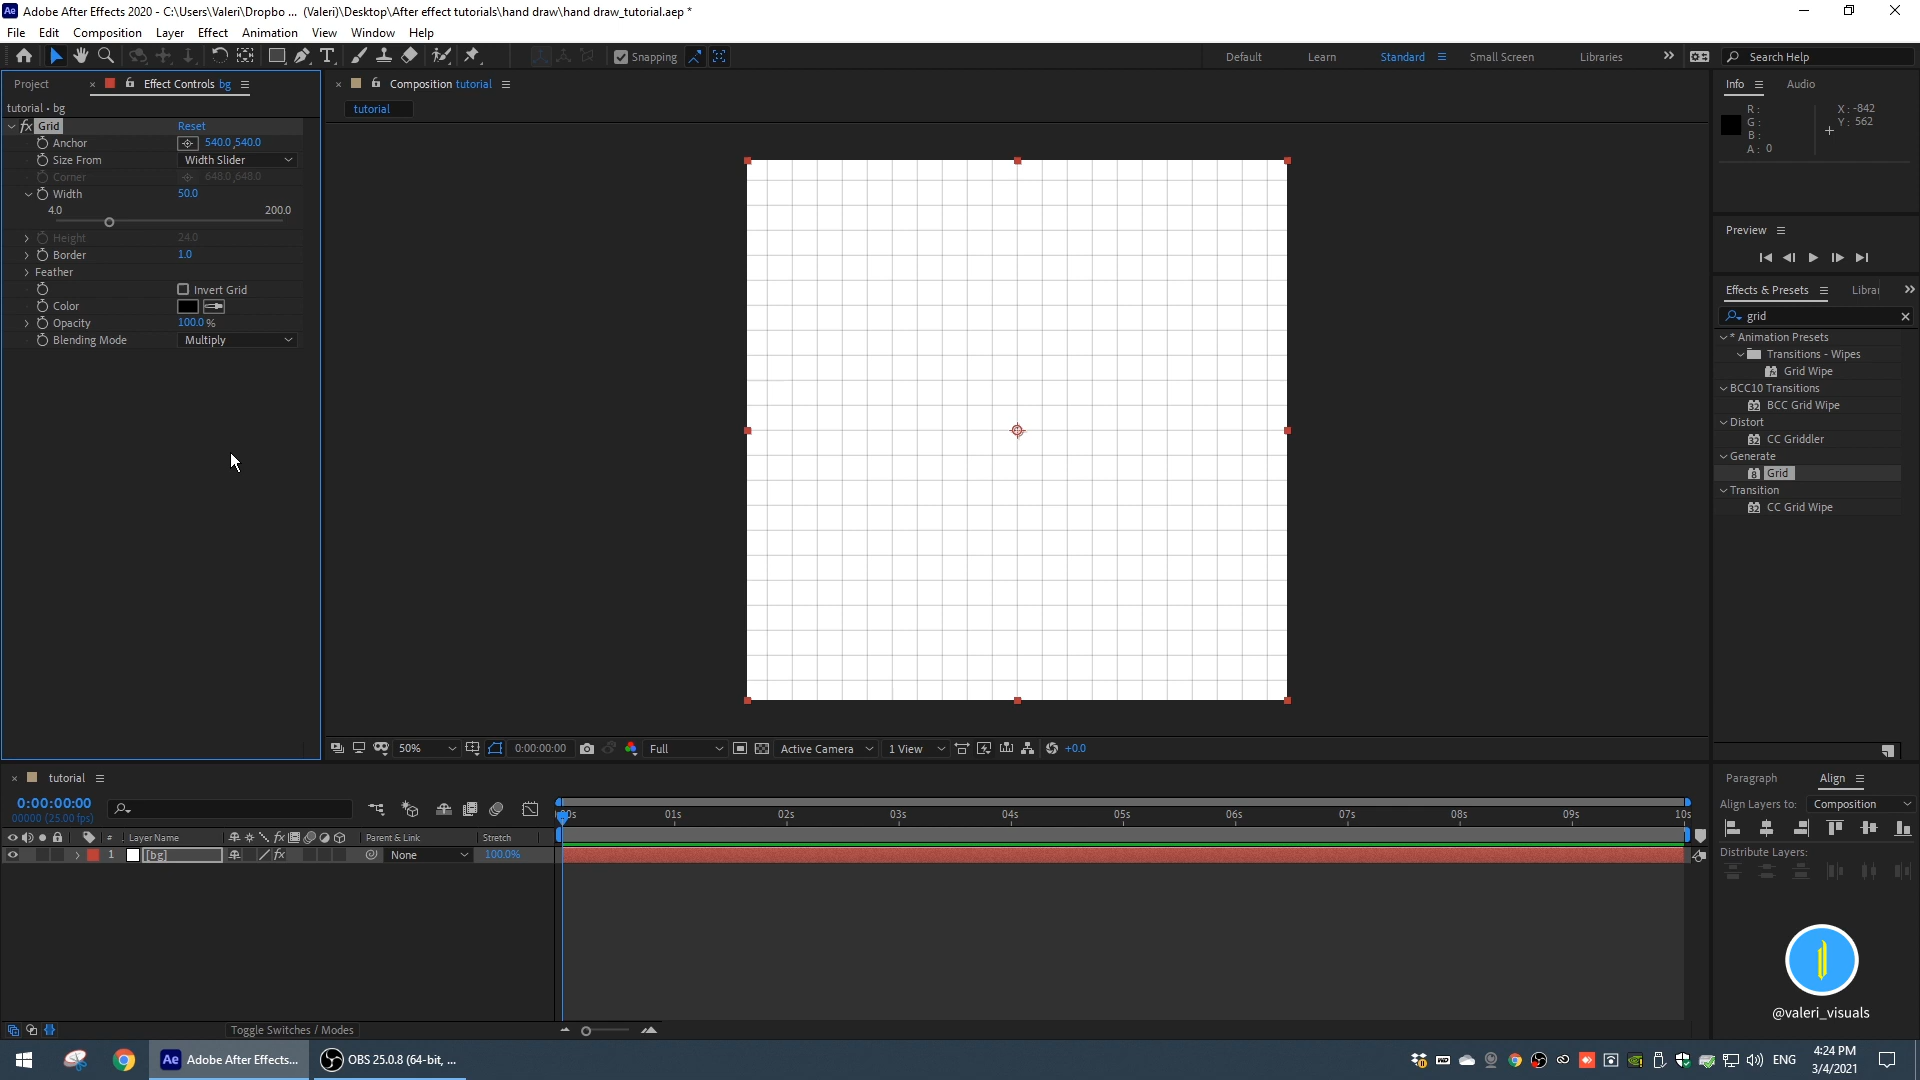 Ae Adobe After Effects 2020 - C:\Users\Valeri\Dropbo ... (Valeri)\Desktop\After effect tutorials\hand draw\hand draw_tutorial.aep *
File Edit Composition Layer Effect Animation View Window Help
Snapping Default Learn Standard Small Screen Libraries Search Help
Project Effect Controls bg
tutorial • bg
fx Grid Reset
Anchor 540.0,540.0
Size From Width Slider
Corner 648.0,648.0
Width 50.0
4.0 200.0
Height 24.0
Border 1.0
Feather
Invert Grid
Color
Opacity 100.0 %
Blending Mode Multiply
Composition tutorial
tutorial
50% 0:00:00:00 Full Active Camera 1 View +0.0
Info Audio
R: X: -842
G: Y: 562
B:
A: 0
Preview
Effects & Presets Librar
grid
* Animation Presets
Transitions - Wipes
Grid Wipe
BCC10 Transitions
BCC Grid Wipe
Distort
CC Griddler
Generate
Grid
Transition
CC Grid Wipe
tutorial
0:00:00:00
00000 (25.00 fps)
# Layer Name fx Parent & Link Stretch
1 [bg] fx None 100.0%
01s 02s 03s 04s 05s 06s 07s 08s 09s 10s
Toggle Switches / Modes
Paragraph Align
Align Layers to: Composition
Distribute Layers:
@valeri_visuals
Ae Adobe After Effects... OBS 25.0.8 (64-bit, ...
ENG 4:24 PM
3/4/2021